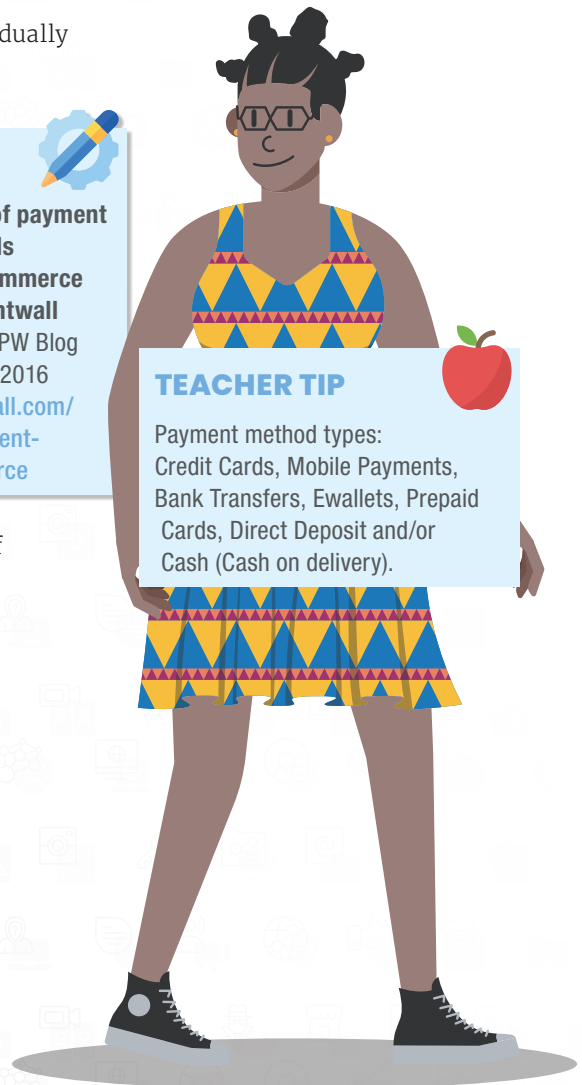 dually
of payment
ls
mmerce
ntwall
PW Blog
2016
all.com/
ent-
rce
TEACHER TIP
Payment method types:
Credit Cards, Mobile Payments,
Bank Transfers, Ewallets, Prepaid
Cards, Direct Deposit and/or
Cash (Cash on delivery).
f